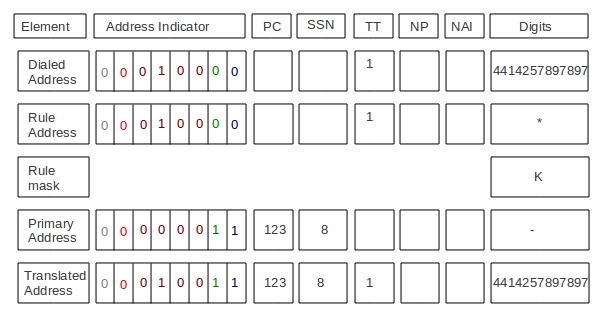 Element Address Indicator PC SSN TT NP NAI Digits
Dialed Address 0 0 0 1 0 0 0 0 1 4414257897897
Rule Address 0 0 0 1 0 0 0 0 1 *
Rule mask K
Primary Address 0 0 0 0 0 0 1 1 123 8 -
Translated Address 0 0 0 1 0 0 1 1 123 8 1 4414257897897